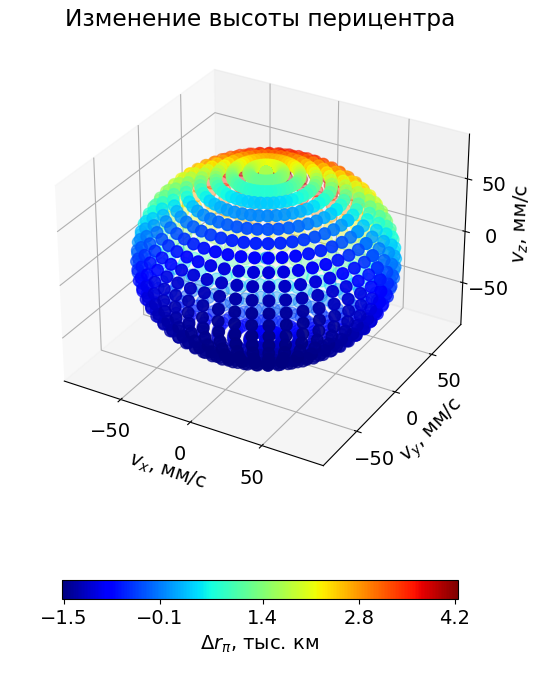 Изменение высоты перицентра
50
0
−50
v_z, мм/с
50
0
−50
v_y, мм/с
−50
0
50
v_x, мм/с
−1.5 −0.1 1.4 2.8 4.2
Δr_π, тыс. км